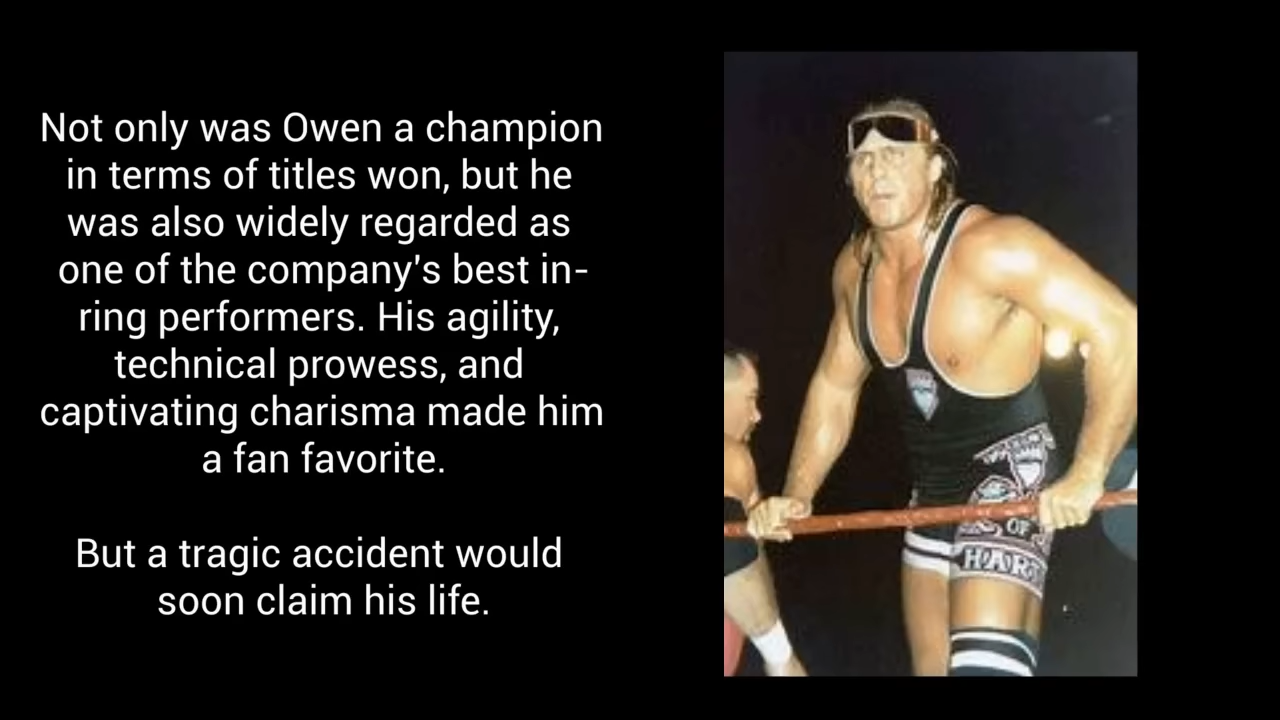 Not only was Owen a champion
in terms of titles won, but he
was also widely regarded as
one of the company's best in-
ring performers. His agility,
technical prowess, and
captivating charisma made him
a fan favorite.
But a tragic accident would
soon claim his life.
OF
HART